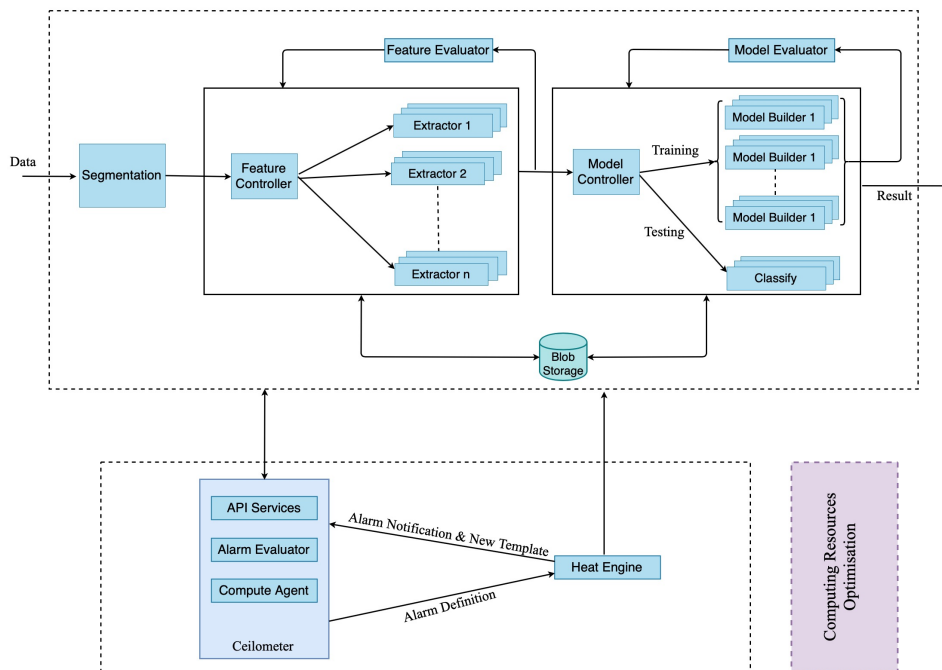 Feature Evaluator
Model Evaluator
Data
Segmentation
Feature
Controller
Extractor 1
Extractor 2
Extractor n
Model
Controller
Training
Testing
Model Builder 1
Model Builder 1
Model Builder 1
Classify
Result
Blob
Storage
API Services
Alarm Evaluator
Compute Agent
Ceilometer
Alarm Notification & New Template
Alarm Definition
Heat Engine
Computing Resources
Optimisation